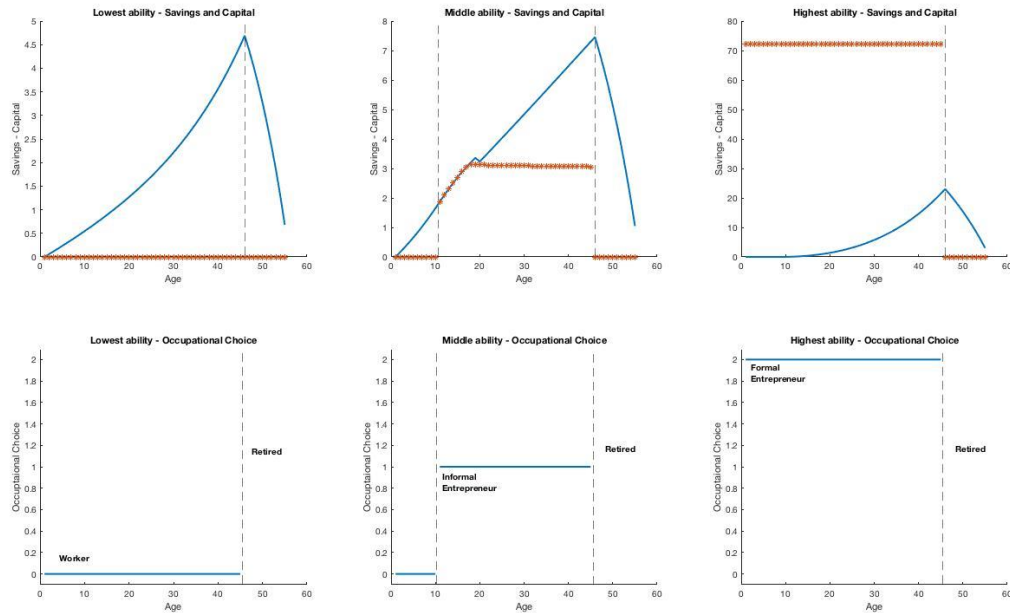 Lowest ability - Savings and Capital
5
4.5
4
3.5
3
2.5
2
1.5
1
0.5
0
Savings - Capital
0 10 20 30 40 50 60
Age
Middle ability - Savings and Capital
8
7
6
5
4
3
2
1
0
Savings - Capital
0 10 20 30 40 50 60
Age
Highest ability - Savings and Capital
80
70
60
50
40
30
20
10
0
Savings - Capital
0 10 20 30 40 50 60
Age
Lowest ability - Occupational Choice
2
1.8
1.6
1.4
1.2
1
0.8
0.6
0.4
0.2
0
Occuptaional Choice
Retired
Worker
0 10 20 30 40 50 60
Age
Middle ability - Occupational Choice
2
1.8
1.6
1.4
1.2
1
0.8
0.6
0.4
0.2
0
Occuptaional Choice
Retired
Informal
Entrepreneur
0 10 20 30 40 50 60
Age
Highest ability - Occupational Choice
2
1.8
1.6
1.4
1.2
1
0.8
0.6
0.4
0.2
0
Occuptaional Choice
Formal
Entrepreneur
Retired
0 10 20 30 40 50 60
Age